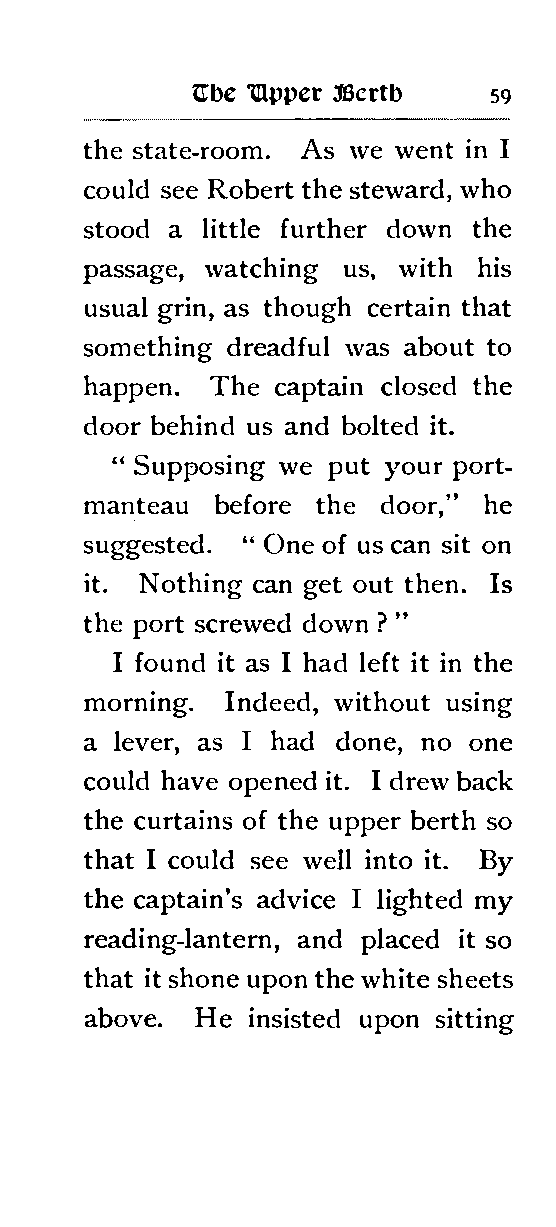 The Upper Berth 59
the state-room. As we went in I
could see Robert the steward, who
stood a little further down the
passage, watching us, with his
usual grin, as though certain that
something dreadful was about to
happen. The captain closed the
door behind us and bolted it.
“ Supposing we put your port-
manteau before the door,” he
suggested. “ One of us can sit on
it. Nothing can get out then. Is
the port screwed down ? ”
I found it as I had left it in the
morning. Indeed, without using
a lever, as I had done, no one
could have opened it. I drew back
the curtains of the upper berth so
that I could see well into it. By
the captain’s advice I lighted my
reading-lantern, and placed it so
that it shone upon the white sheets
above. He insisted upon sitting